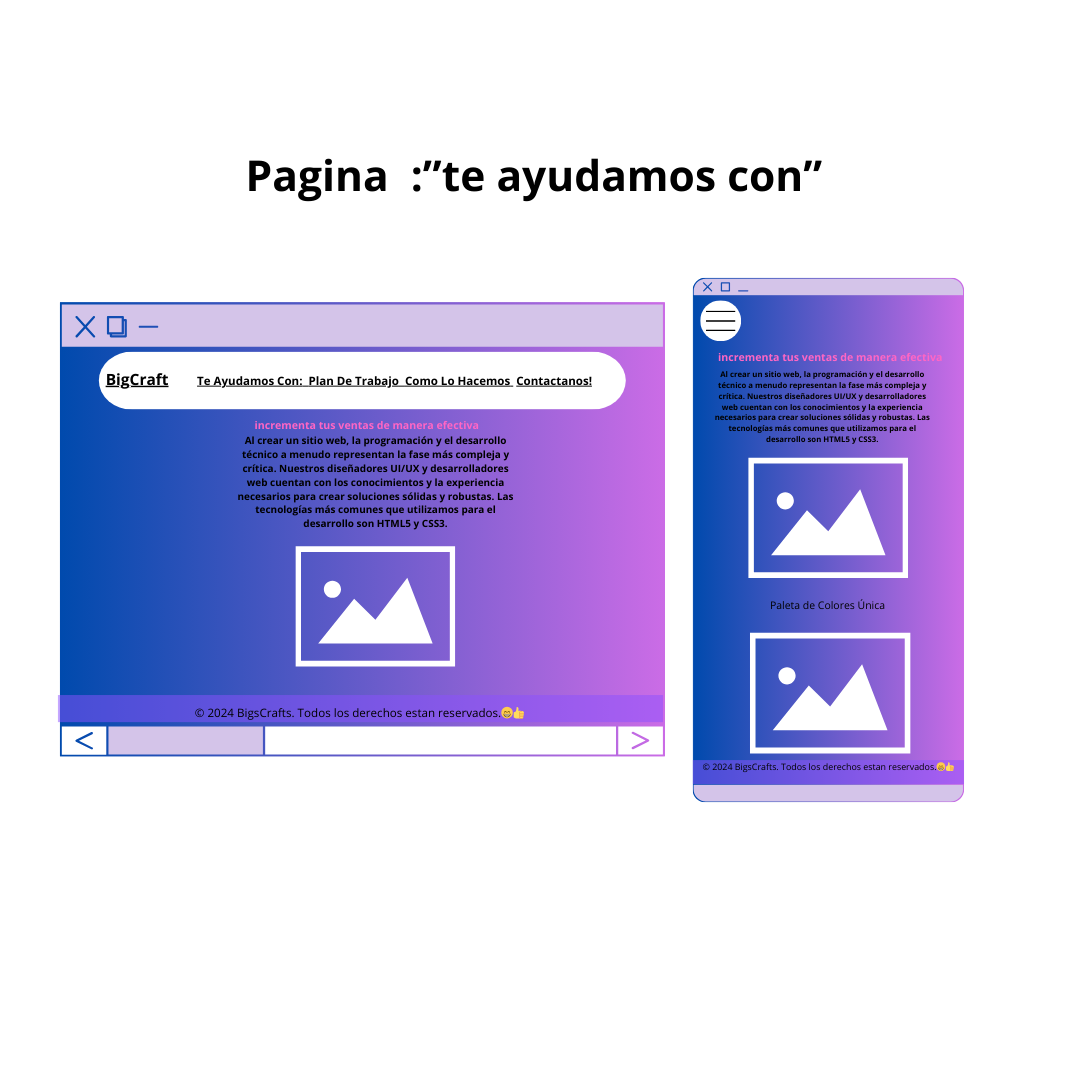 Pagina :”te ayudamos con”
BigCraft Te Ayudamos Con: Plan De Trabajo Como Lo Hacemos Contactanos!
incrementa tus ventas de manera efectiva
Al crear un sitio web, la programación y el desarrollo
técnico a menudo representan la fase más compleja y
crítica. Nuestros diseñadores UI/UX y desarrolladores
web cuentan con los conocimientos y la experiencia
necesarios para crear soluciones sólidas y robustas. Las
tecnologías más comunes que utilizamos para el
desarrollo son HTML5 y CSS3.
© 2024 BigsCrafts. Todos los derechos estan reservados.😁👍
incrementa tus ventas de manera efectiva
Al crear un sitio web, la programación y el desarrollo
técnico a menudo representan la fase más compleja y
crítica. Nuestros diseñadores UI/UX y desarrolladores
web cuentan con los conocimientos y la experiencia
necesarios para crear soluciones sólidas y robustas. Las
tecnologías más comunes que utilizamos para el
desarrollo son HTML5 y CSS3.
Paleta de Colores Única
© 2024 BigsCrafts. Todos los derechos estan reservados.😁👍